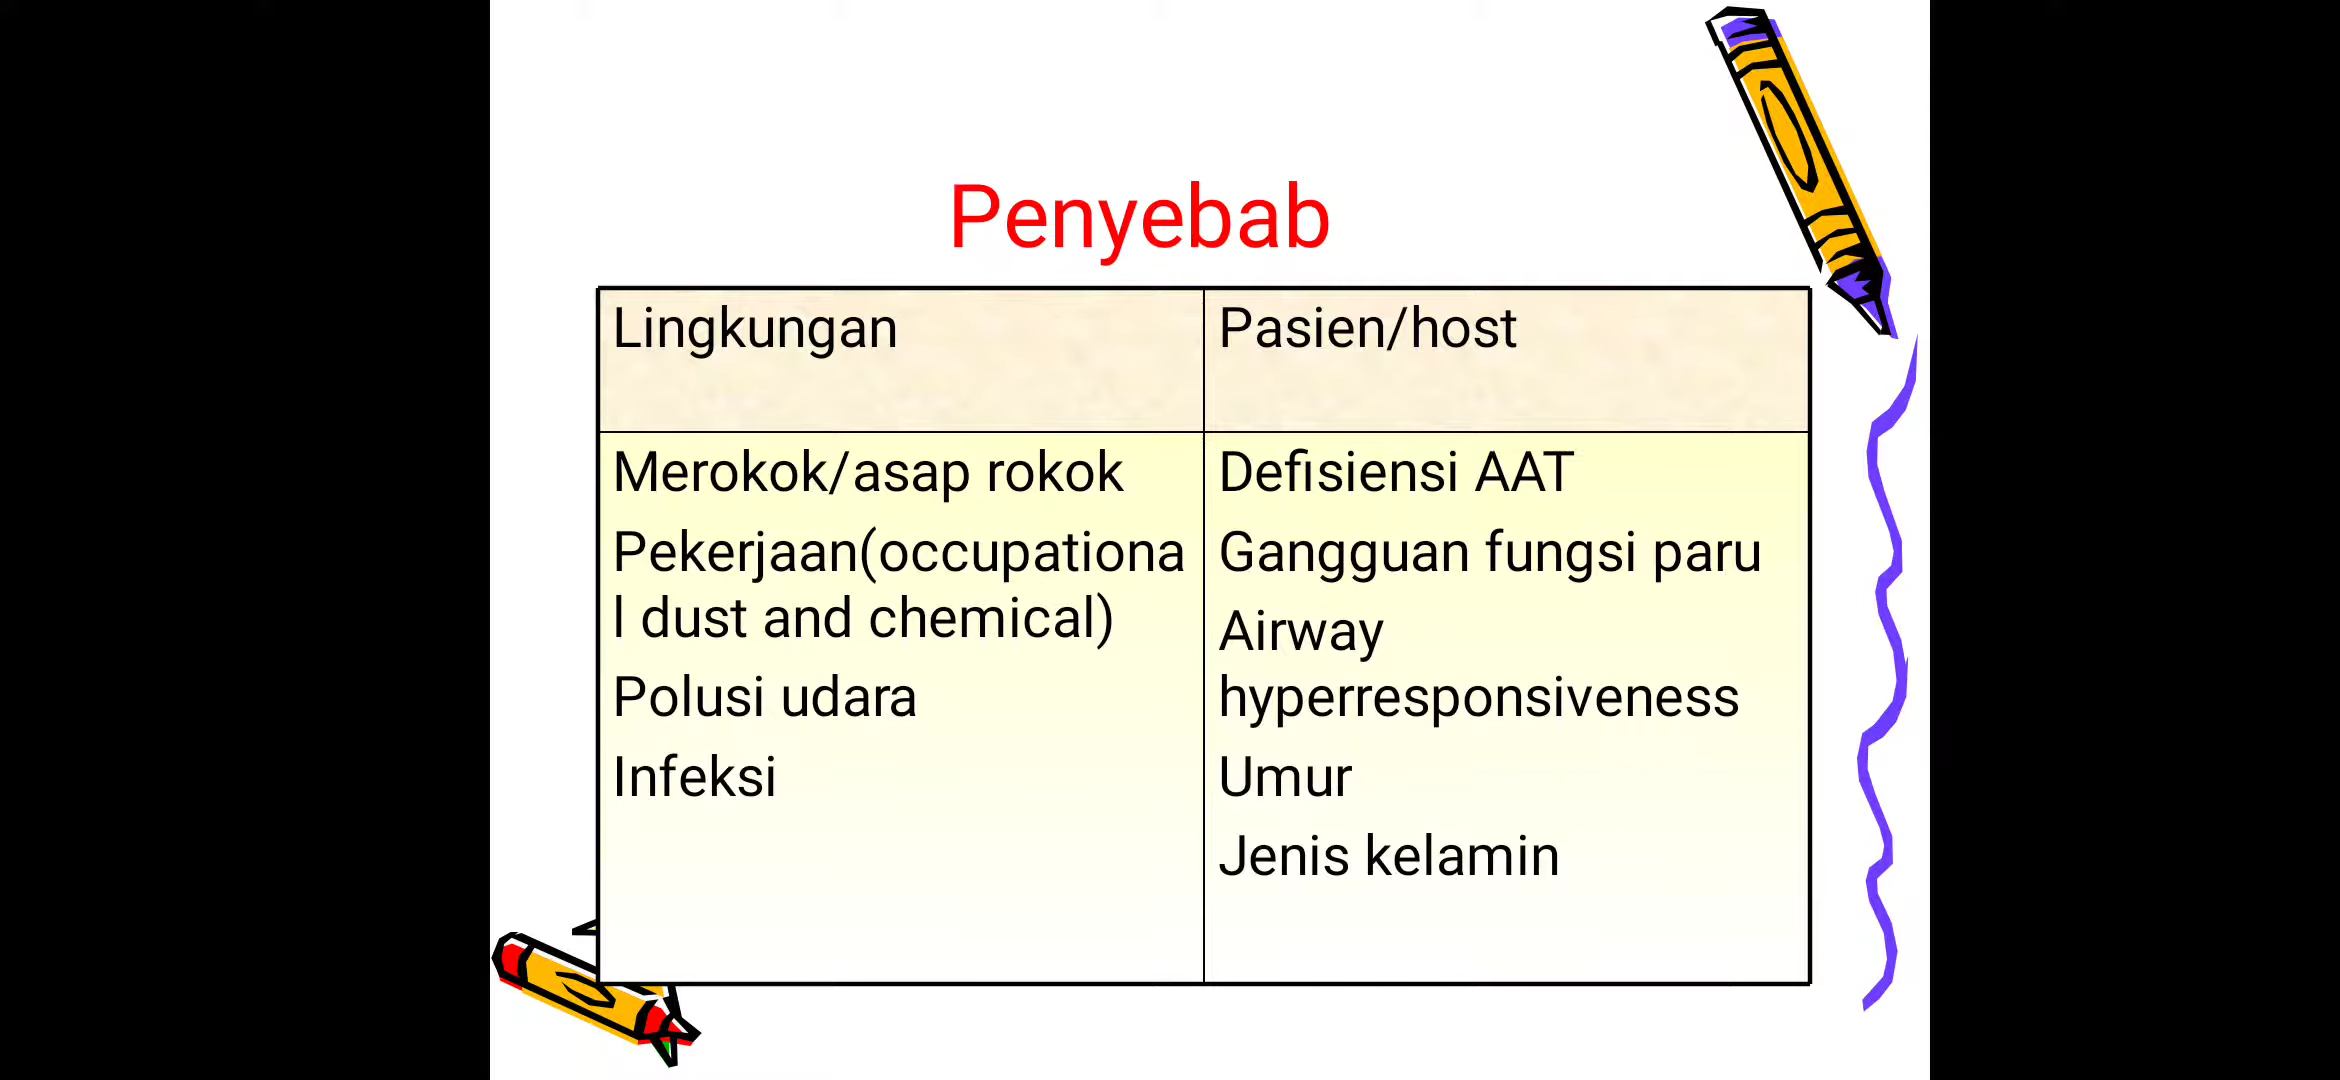 Penyebab
Lingkungan
Pasien/host
Merokok/asap rokok
Pekerjaan(occupationa
l dust and chemical)
Polusi udara
Infeksi
Defisiensi AAT
Gangguan fungsi paru
Airway
hyperresponsiveness
Umur
Jenis kelamin